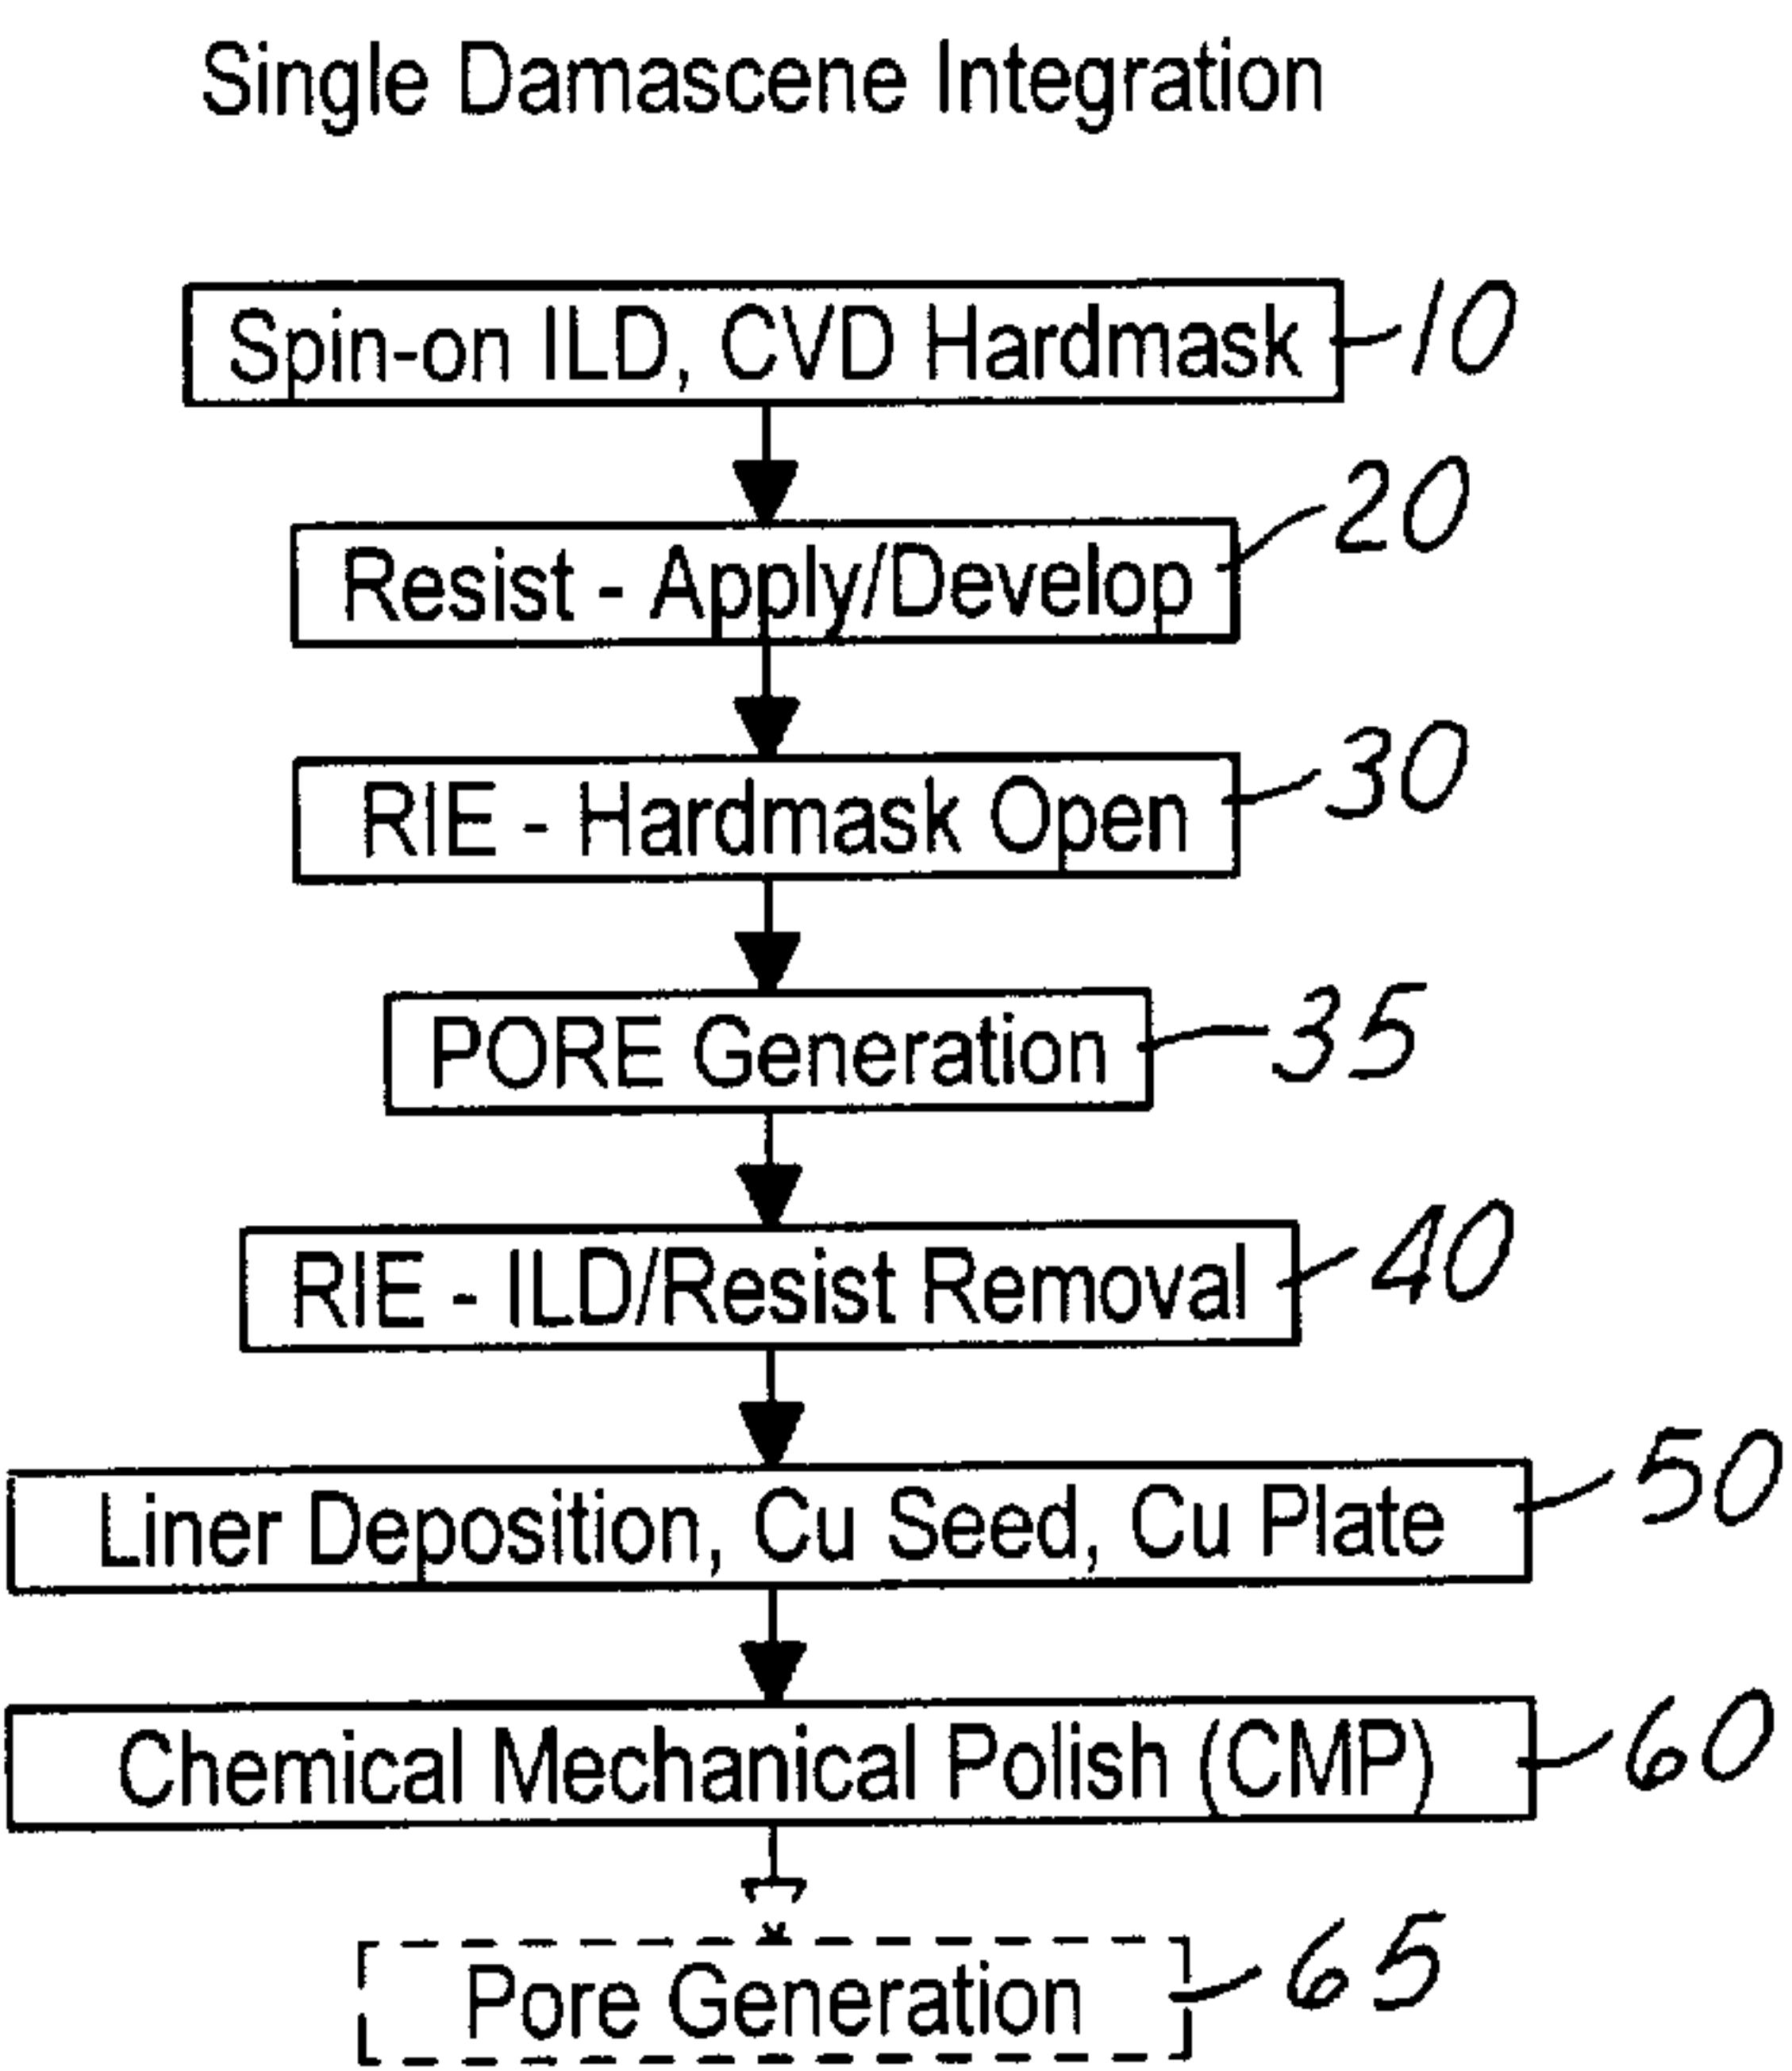 Single Damascene Integration
Spin-on ILD, CVD Hardmask 10
Resist - Apply/Develop 20
RIE - Hardmask Open 30
PORE Generation 35
RIE - ILD/Resist Removal 40
Liner Deposition, Cu Seed, Cu Plate 50
Chemical Mechanical Polish (CMP) 60
Pore Generation 65